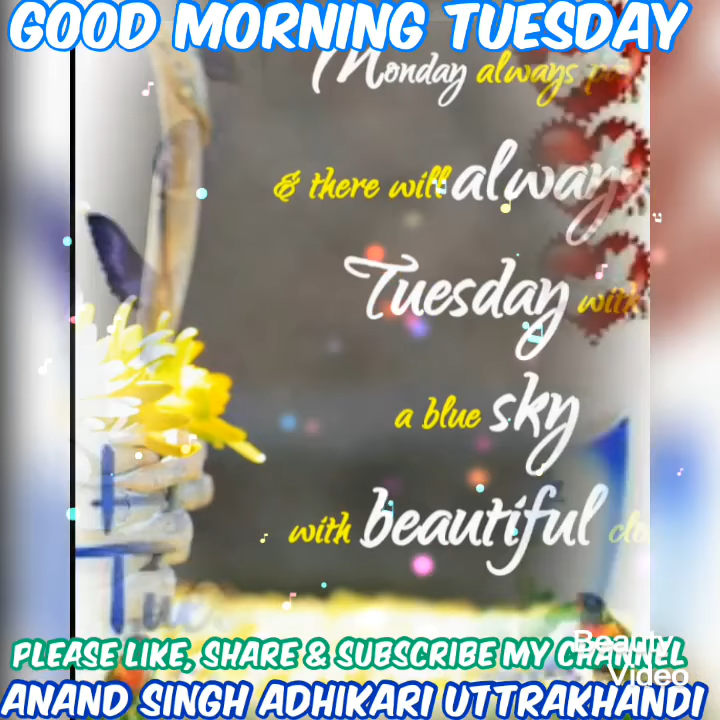 GOOD MORNING TUESDAY
Monday always
& there will always
Tuesday with
a blue sky
with beautiful
PLEASE LIKE, SHARE & SUBSCRIBE MY CHANNEL
Beauty
Video
ANAND SINGH ADHIKARI UTTRAKHANDI